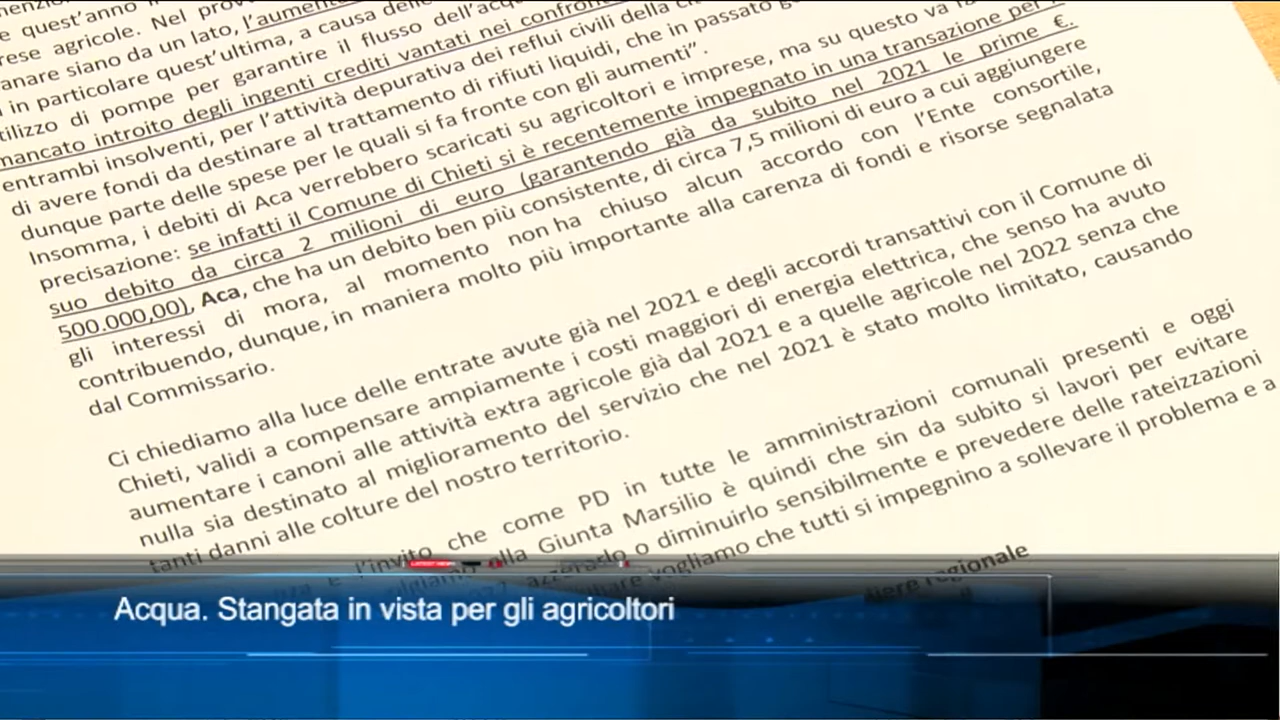 e quest'anno
rese agricole. Nel
anare siano da un lato, l'aumento
in particolare quest'ultima, a causa delle
utilizzo di pompe per garantire il flusso dell'acqu
mancato introito degli ingenti crediti vantati nei confron
entrambi insolventi, per l'attività depurativa dei reflui civili della
di avere fondi da destinare al trattamento di rifiuti liquidi, che in passato
dunque parte delle spese per le quali si fa fronte con gli aumenti".
Insomma, i debiti di Aca verrebbero scaricati su agricoltori e imprese, ma su questo va
precisazione: se infatti il Comune di Chieti si è recentemente impegnato in una transazione per
suo debito da circa 2 milioni di euro (garantendo già da subito nel 2021 le prime €.
500.000,00), Aca, che ha un debito ben più consistente, di circa 7,5 milioni di euro a cui aggiungere
gli interessi di mora, al momento non ha chiuso alcun accordo con l'Ente consortile,
contribuendo, dunque, in maniera molto più importante alla carenza di fondi e risorse segnalata
dal Commissario.
Ci chiediamo alla luce delle entrate avute già nel 2021 e degli accordi transattivi con il Comune di
Chieti, validi a compensare ampiamente i costi maggiori di energia elettrica, che senso ha avuto
aumentare i canoni alle attività extra agricole già dal 2021 e a quelle agricole nel 2022 senza che
nulla sia destinato al miglioramento del servizio che nel 2021 è stato molto limitato, causando
tanti danni alle colture del nostro territorio.
l'invito che come PD in tutte le amministrazioni comunali presenti e oggi
alla Giunta Marsilio è quindi che sin da subito si lavori per evitare
azzerarlo o diminuirlo sensibilmente e prevedere delle rateizzazioni
vogliamo che tutti si impegnino a sollevare il problema e a
regionale
LATEST NEWS
Acqua. Stangata in vista per gli agricoltori